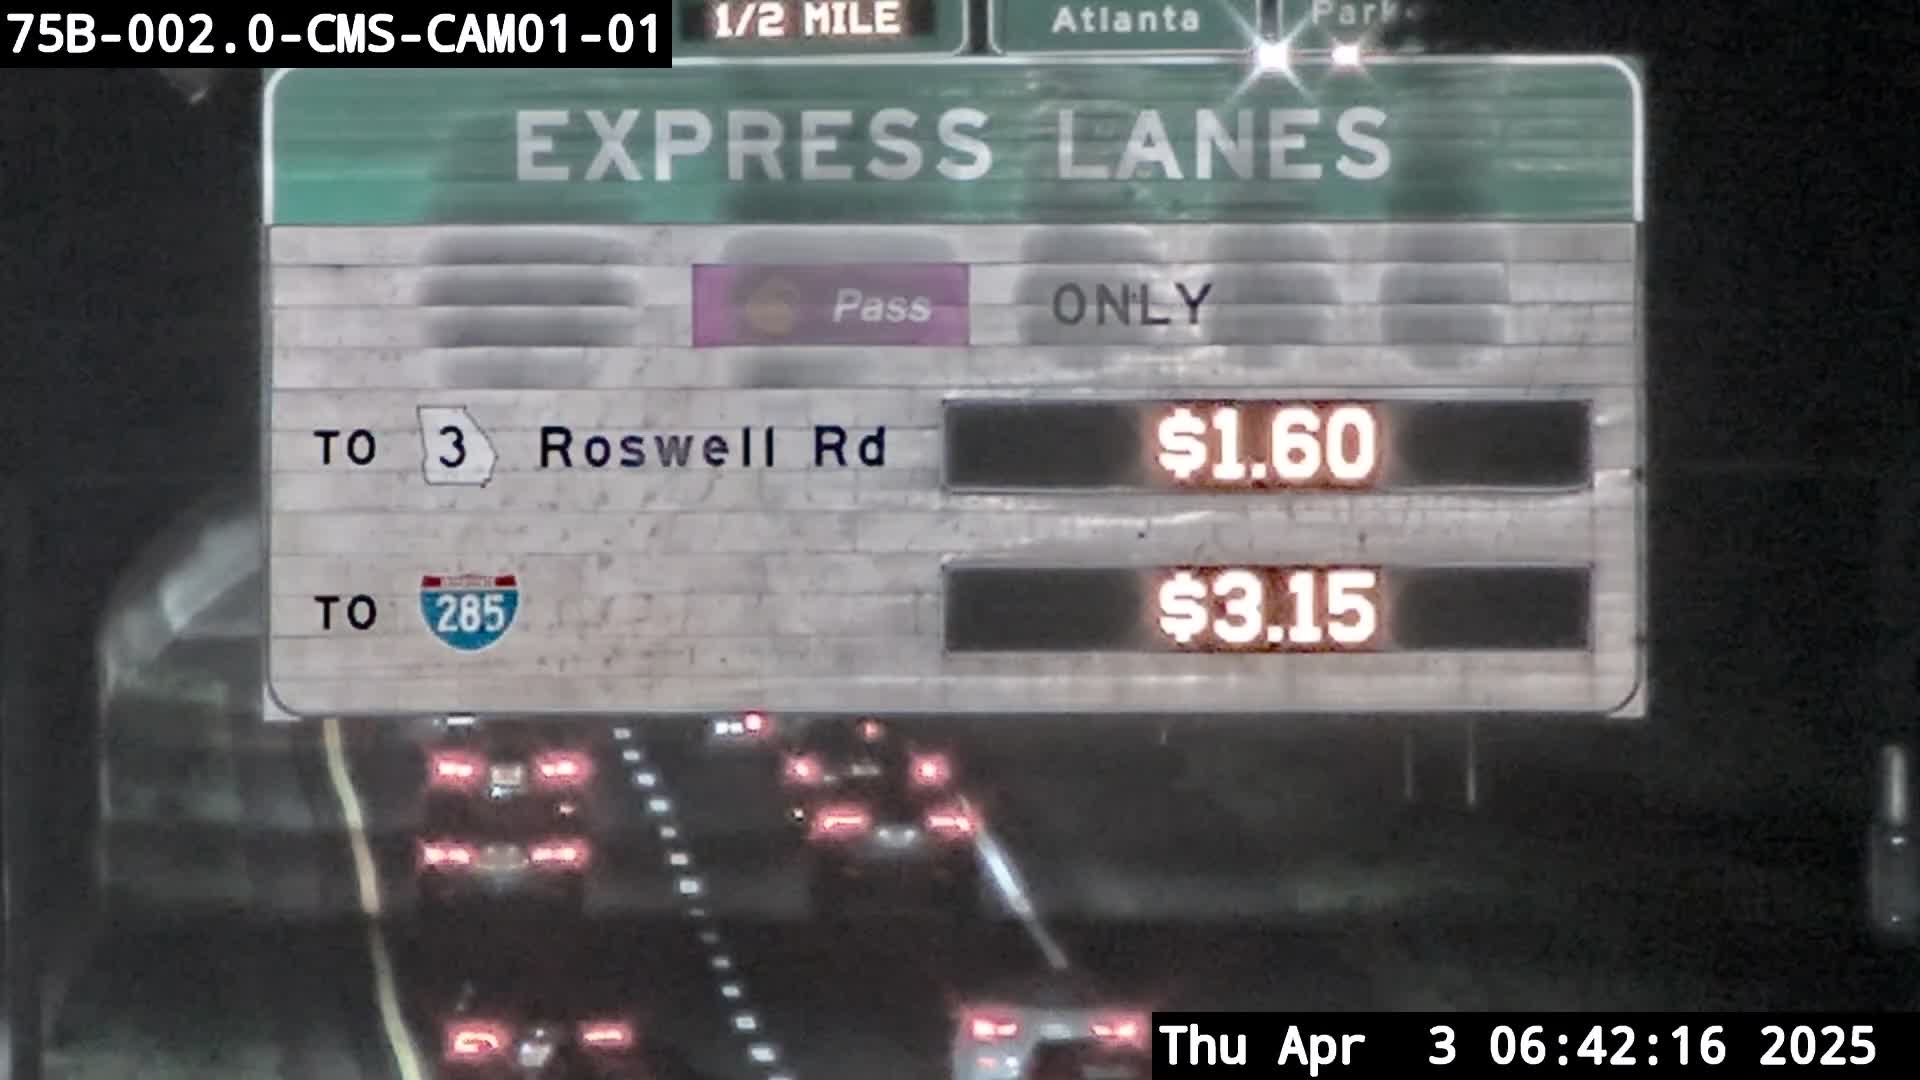 75B-002.0-CMS-CAM01-01
1/2 MILE
Atlanta
Park
EXPRESS LANES
Pass ONLY
TO 3 Roswell Rd $1.60
TO 285 $3.15
Thu Apr 3 06:42:16 2025